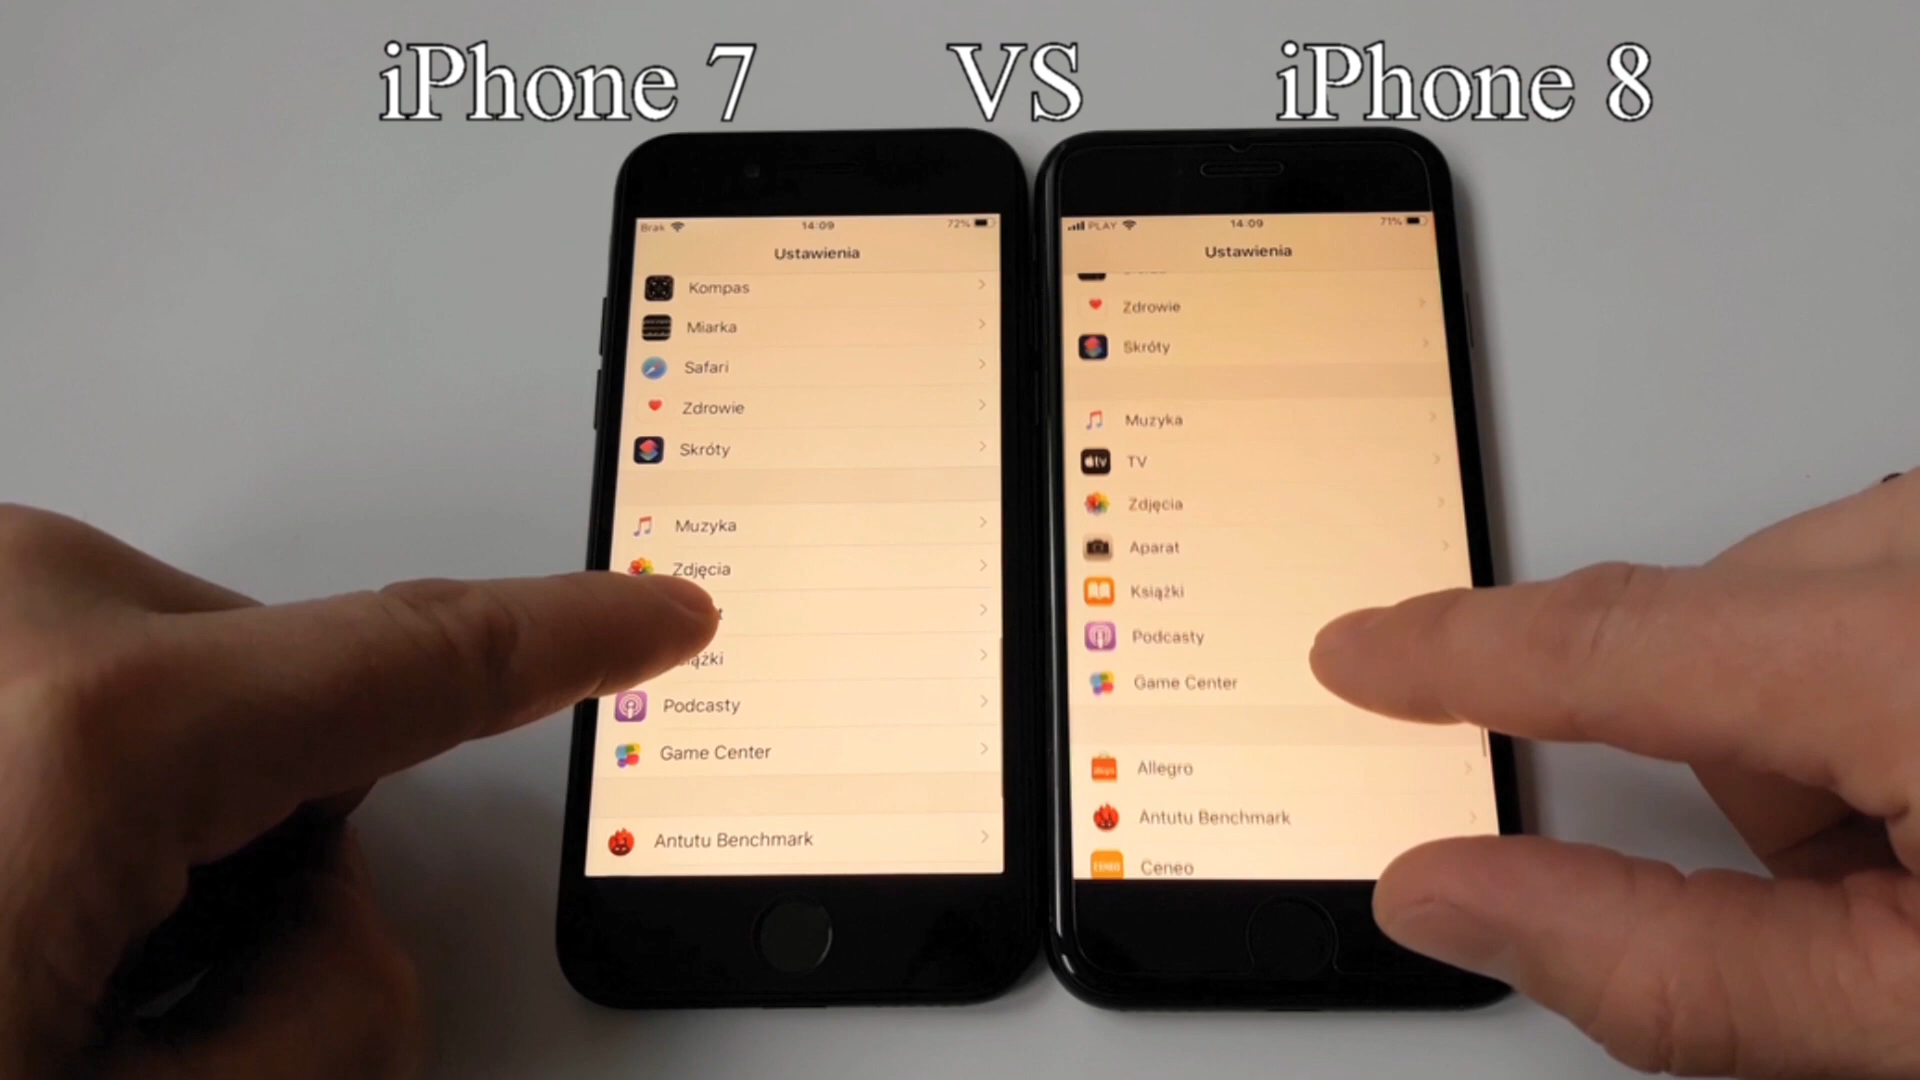 iPhone 7 VS iPhone 8
Brak 14:09 72%
Ustawienia
Kompas
Miarka
Safari
Zdrowie
Skróty
Muzyka
Zdjęcia
Podcasty
Game Center
Antutu Benchmark
PLAY 14:09 71%
Ustawienia
Zdrowie
Skróty
Muzyka
tv TV
Zdjęcia
Aparat
Książki
Podcasty
Game Center
Allegro
Antutu Benchmark
CENEO Ceneo